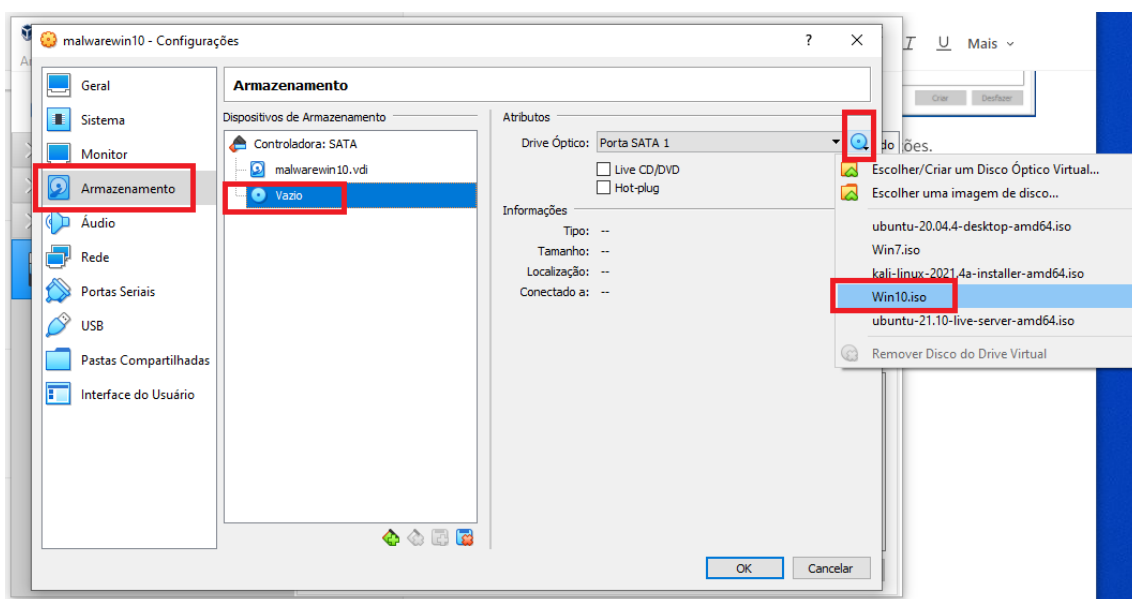 malwarewin10 - Configurações
? ×
I U Mais
Criar Desfazer
Geral
Sistema
Monitor
Armazenamento
Áudio
Rede
Portas Seriais
USB
Pastas Compartilhadas
Interface do Usuário
Armazenamento
Dispositivos de Armazenamento
Controladora: SATA
malwarewin10.vdi
Vazio
Atributos
Drive Óptico: Porta SATA 1
Live CD/DVD
Hot-plug
Informações
Tipo: --
Tamanho: --
Localização: --
Conectado a: --
do ões.
Escolher/Criar um Disco Óptico Virtual...
Escolher uma imagem de disco...
ubuntu-20.04.4-desktop-amd64.iso
Win7.iso
kali-linux-2021.4a-installer-amd64.iso
Win10.iso
ubuntu-21.10-live-server-amd64.iso
Remover Disco do Drive Virtual
OK Cancelar